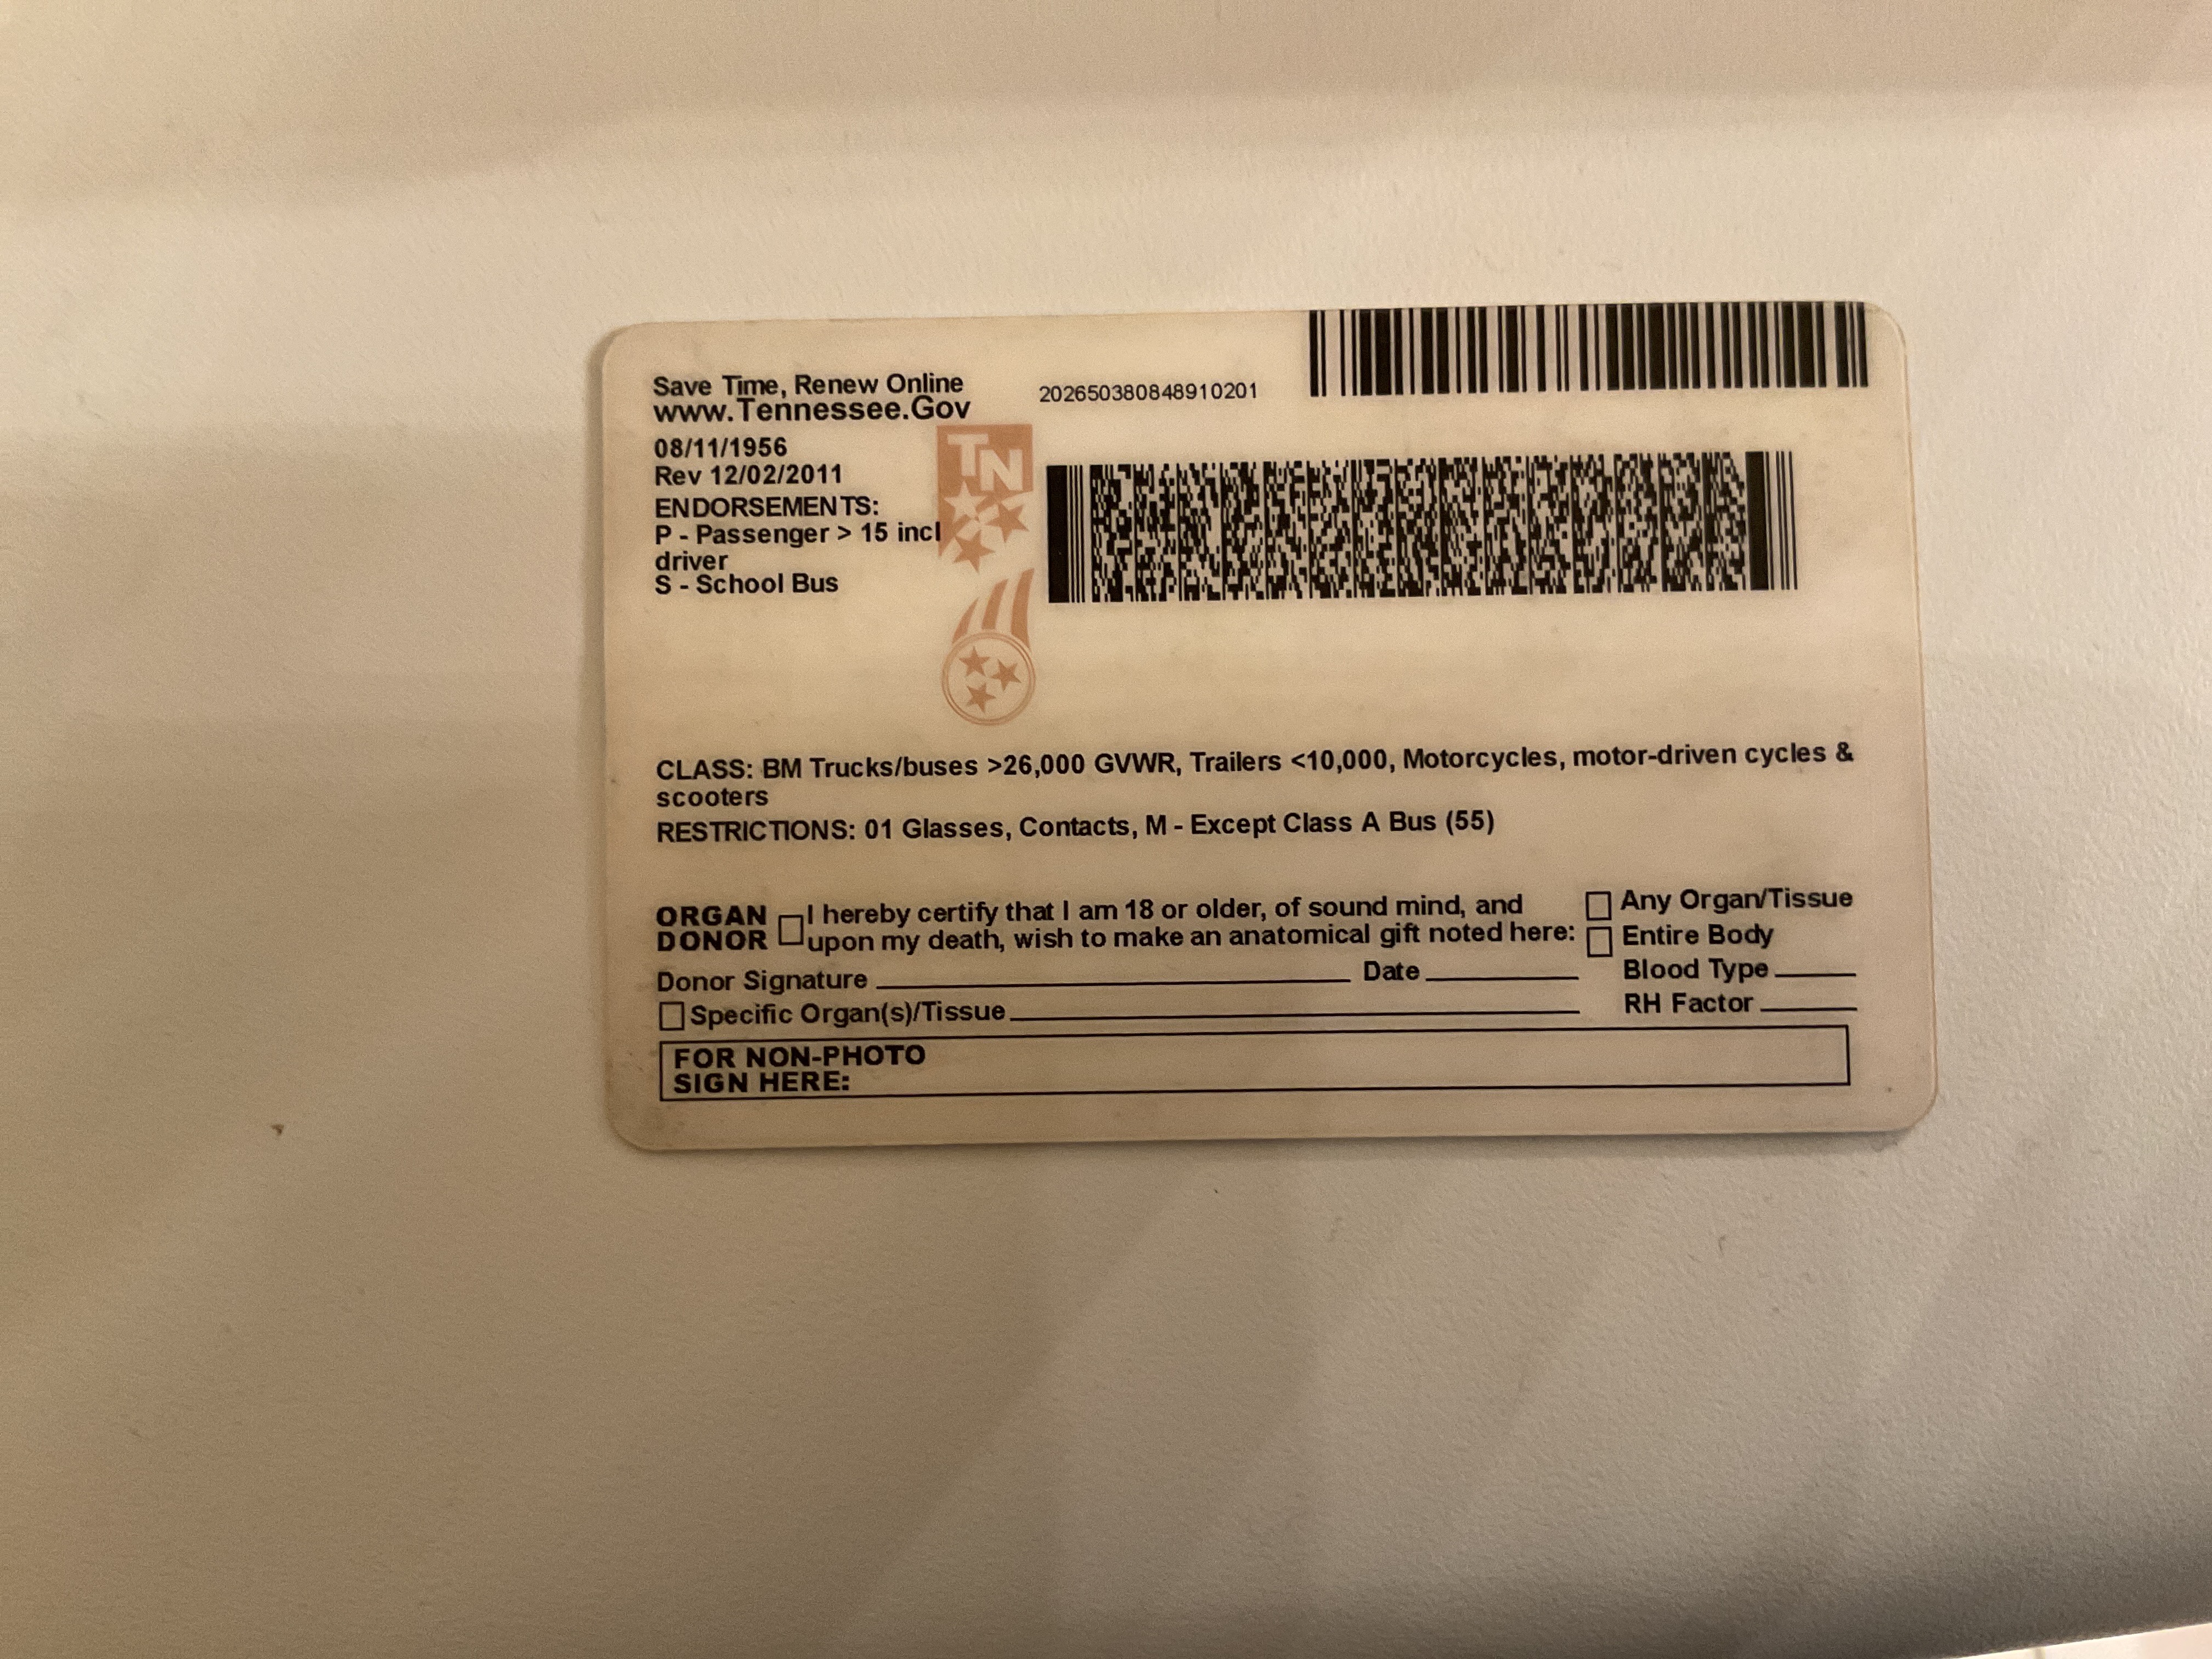 Save Time, Renew Online
www.Tennessee.Gov
202650380848910201
08/11/1956
Rev 12/02/2011
ENDORSEMENTS:
P - Passenger > 15 incl
driver
S - School Bus
TN
CLASS: BM Trucks/buses >26,000 GVWR, Trailers <10,000, Motorcycles, motor-driven cycles &
scooters
RESTRICTIONS: 01 Glasses, Contacts, M - Except Class A Bus (55)
ORGAN DONOR
I hereby certify that I am 18 or older, of sound mind, and
upon my death, wish to make an anatomical gift noted here:
Any Organ/Tissue
Entire Body
Donor Signature
Date
Blood Type
Specific Organ(s)/Tissue
RH Factor
FOR NON-PHOTO
SIGN HERE: